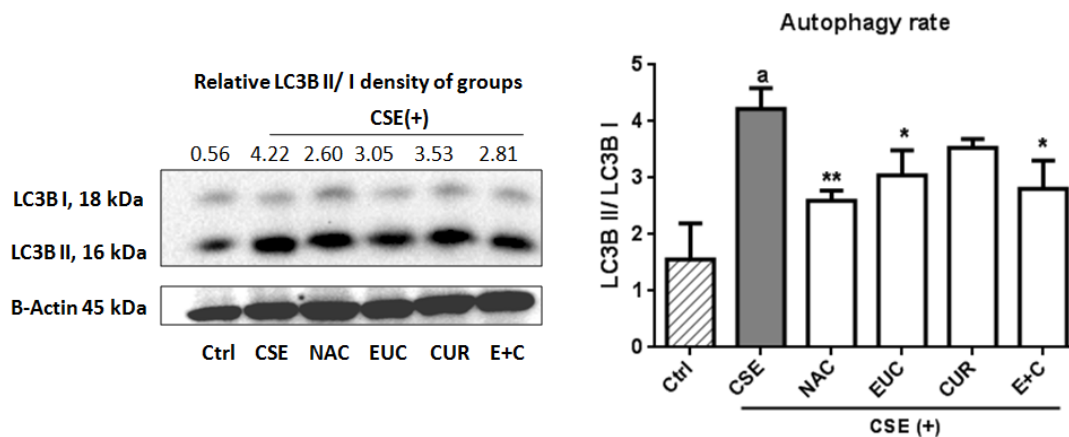 Relative LC3B II/ I density of groups
CSE(+)
0.56 4.22 2.60 3.05 3.53 2.81
LC3B I, 18 kDa
LC3B II, 16 kDa
B-Actin 45 kDa
Ctrl CSE NAC EUC CUR E+C
Autophagy rate
LC3B II/ LC3B I
5
4
3
2
1
0
a
**
*
*
Ctrl CSE NAC EUC CUR E+C
CSE (+)